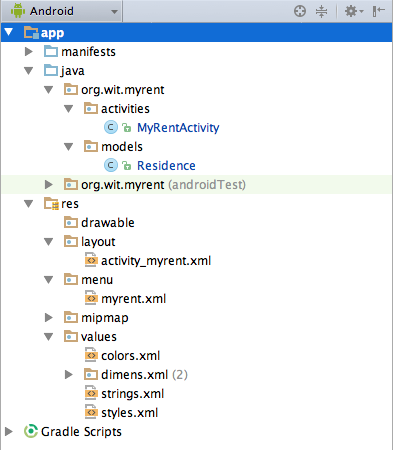 Android
app
manifests
java
org.wit.myrent
activities
MyRentActivity
models
Residence
org.wit.myrent (androidTest)
res
drawable
layout
activity_myrent.xml
menu
myrent.xml
mipmap
values
colors.xml
dimens.xml (2)
strings.xml
styles.xml
Gradle Scripts